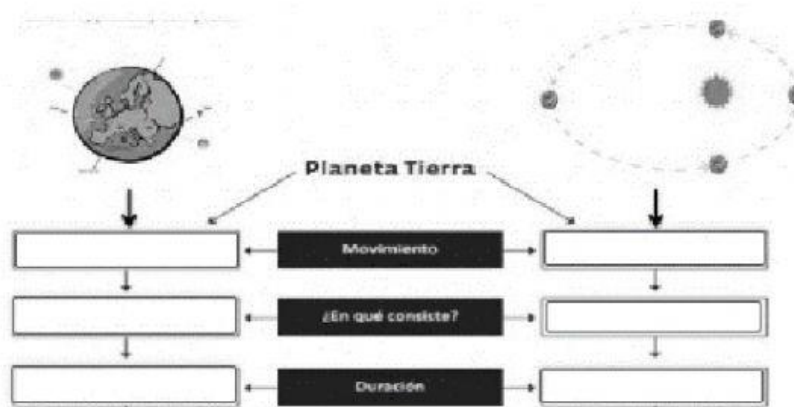 Planeta Tierra
Movimiento
¿En qué consiste?
Duración